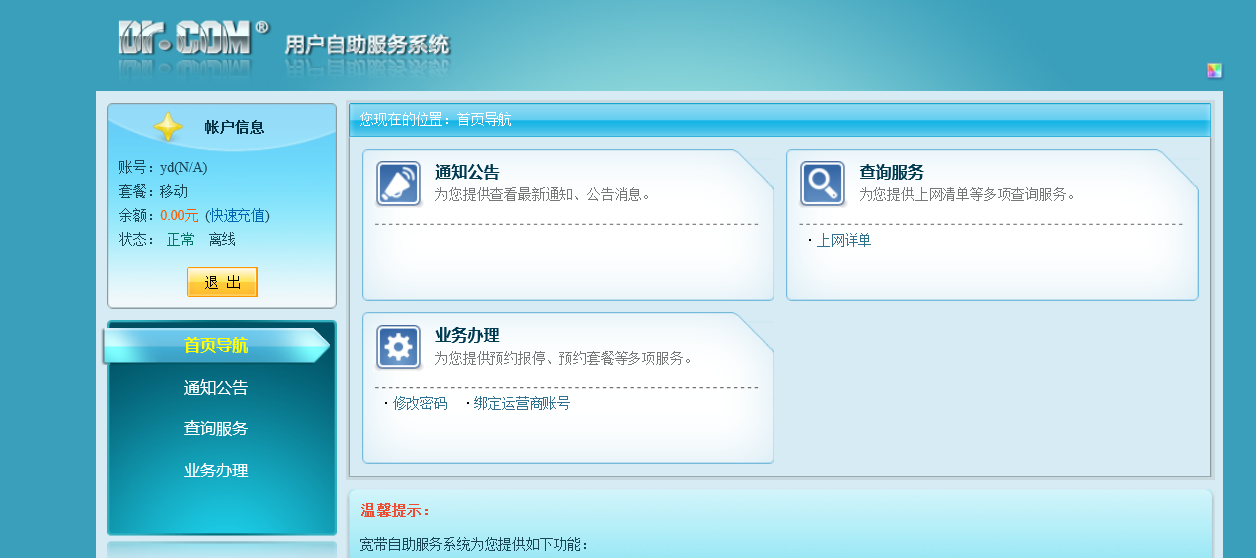 Dr.COM® 用户自助服务系统
帐户信息
账号：yd(N/A)
套餐：移动
余额：0.00元 (快速充值)
状态： 正常 离线
退 出
首页导航
通知公告
查询服务
业务办理
您现在的位置：首页导航
通知公告
为您提供查看最新通知、公告消息。
查询服务
为您提供上网清单等多项查询服务。
·上网详单
业务办理
为您提供预约报停、预约套餐等多项服务。
·修改密码 ·绑定运营商账号
温馨提示：
宽带自助服务系统为您提供如下功能：